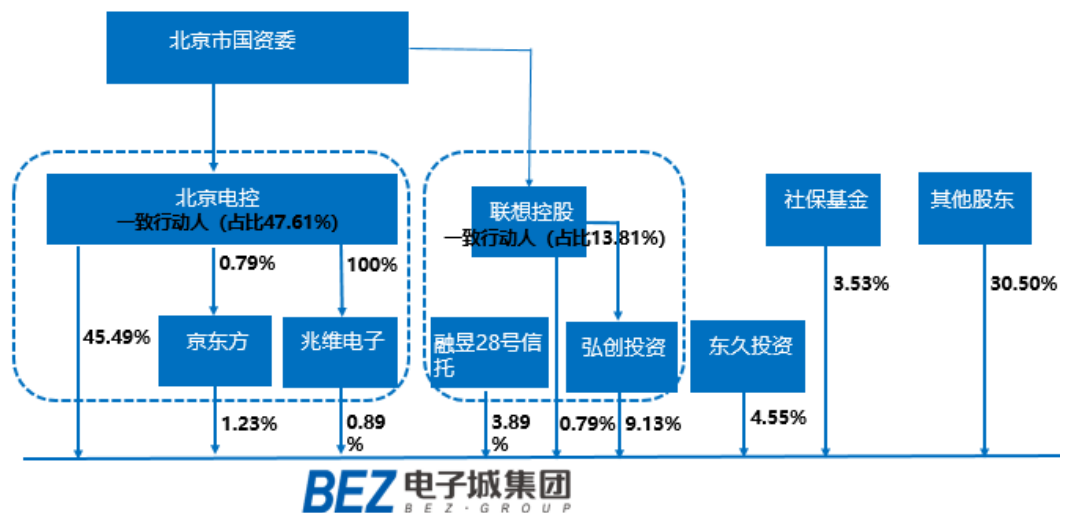 北京市国资委
北京电控
一致行动人（占比47.61%）
联想控股
一致行动人（占比13.81%）
社保基金
其他股东
0.79%
100%
3.53%
30.50%
45.49%
京东方
兆维电子
融昱28号信
托
弘创投资
东久投资
1.23%
0.89
%
3.89
%
0.79%
9.13%
4.55%
BEZ 电子城集团
BEZ·GROUP